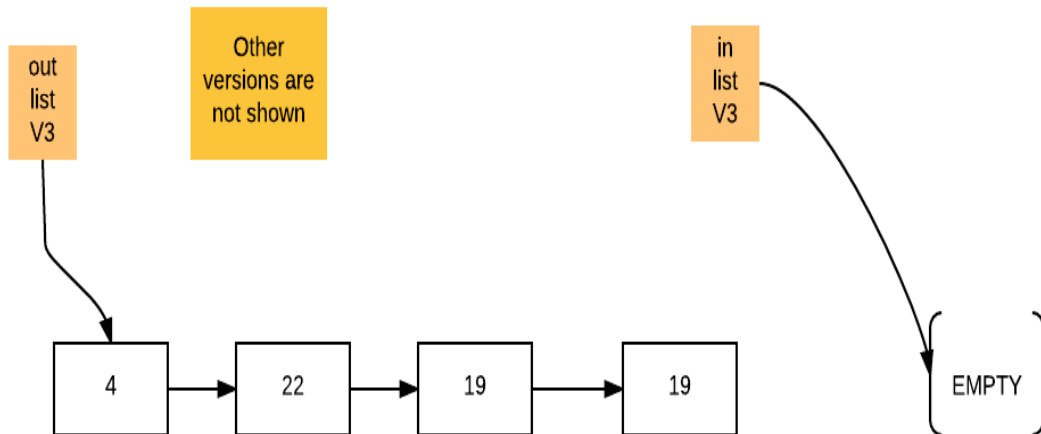 out
list
V3
Other
versions are
not shown
in
list
V3
4
22
19
19
EMPTY